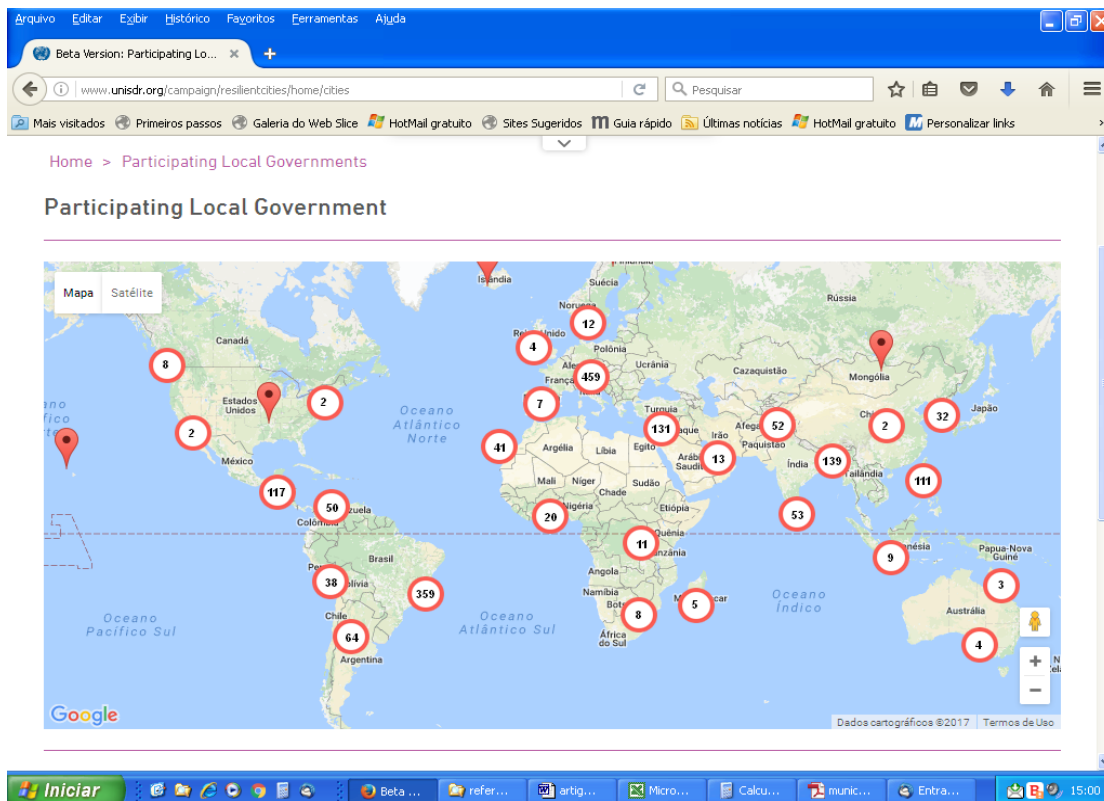 Arquivo Editar Exibir Histórico Favoritos Ferramentas Ajuda
Beta Version: Participating Lo...
www.unisdr.org/campaign/resilientcities/home/cities
Pesquisar
Mais visitados Primeiros passos Galeria do Web Slice HotMail gratuito Sites Sugeridos Guia rápido Últimas notícias HotMail gratuito Personalizar links
Home > Participating Local Governments
Participating Local Government
Mapa Satélite
Islândia
Suécia
Rússia
Noruega
12
Canadá
4
Polônia
8
Ucrânia
Cazaquistão
Mongólia
459
França
Estados
Unidos
2
7
Oceano
Atlântico
Norte
Turquia
52
2
32
Japão
2
131
Irão
Paquistão
41
Argélia
Líbia
Egito
13
139
México
Índia
Tailândia
Mali Níger
Chade
Sudão
111
117
50
20
Nigéria
Etiópia
53
11
9
Papua-Nova
Guiné
Brasil
Angola
38
359
Namíbia
3
Oceano
Pacífico Sul
Chile
Oceano
Atlântico Sul
8
5
Oceano
Índico
Austrália
64
África
do Sul
4
Argentina
Google
Dados cartográficos ©2017 Termos de Uso
Iniciar
Beta ... refer... artig... Micro... Calcu... munic... Entra... 15:00